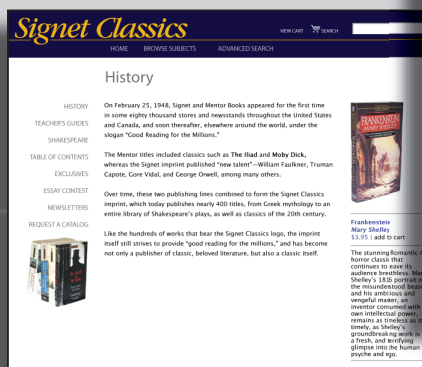 Signet Classics
VIEW CART SEARCH
HOME BROWSE SUBJECTS ADVANCED SEARCH
History
HISTORY
TEACHER'S GUIDES
SHAKESPEARE
TABLE OF CONTENTS
EXCLUSIVES
ESSAY CONTEST
NEWSLETTERS
REQUEST A CATALOG
On February 25, 1948, Signet and Mentor Books appeared for the first time
in some eighty thousand stores and newsstands throughout the United States
and Canada, and soon thereafter, elsewhere around the world, under the
slogan "Good Reading for the Millions."
The Mentor titles included classics such as The Iliad and Moby Dick,
whereas the Signet imprint published "new talent"—William Faulkner, Truman
Capote, Gore Vidal, and George Orwell, among many others.
Over time, these two publishing lines combined to form the Signet Classics
imprint, which today publishes nearly 400 titles, from Greek mythology to an
entire library of Shakespeare's plays, as well as classics of the 20th century.
Like the hundreds of works that bear the Signet Classics logo, the imprint
itself still strives to provide "good reading for the millions," and has become
not only a publisher of classic, beloved literature, but also a classic itself.
FRANKENSTEIN
MARY SHELLEY
Frankenstein
Mary Shelley
$3.95 | add to cart
The stunning Romantic
horror classic that
continues to leave its
audience breathless.
Shelley's 1816 portrait o
the misunderstood beast
and his ambitious and
vengeful master, an
inventor consumed with
own intellectual power,
remains as timeless as it
timely, as Shelley's
groundbreaking work is
a fresh, and terrifying
glimpse into the human
psyche and ego.